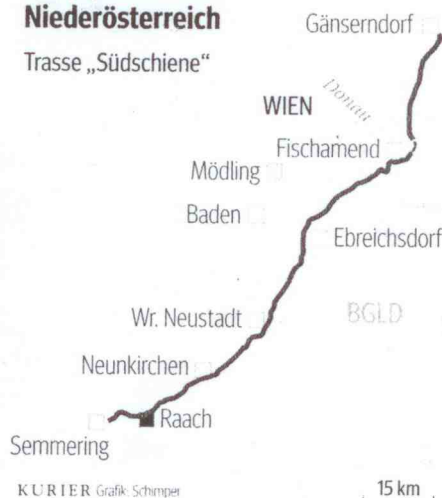 Niederösterreich
Trasse „Südschiene“
Gänserndorf
Donau
WIEN
Fischamend
Mödling
Baden
Ebreichsdorf
Wr. Neustadt
BGLD
Neunkirchen
Raach
Semmering
KURIER Grafik: Schimper
15 km